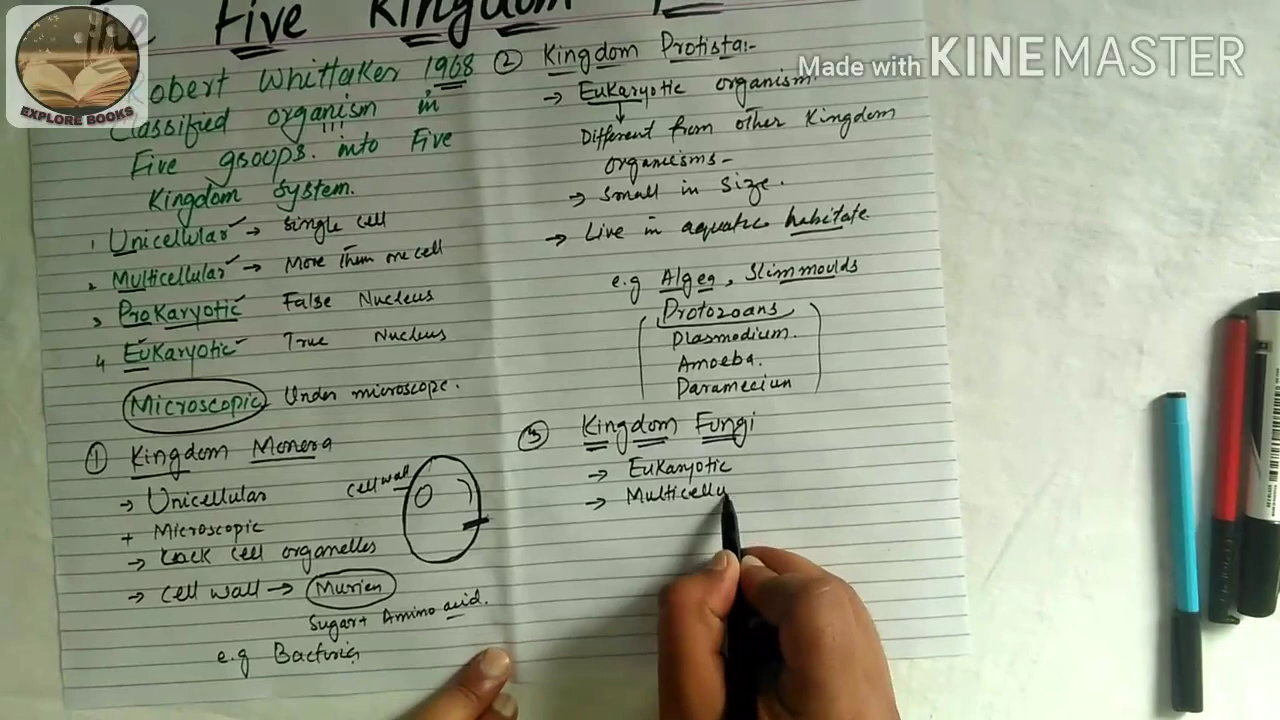 The Five Kingdom
EXPLORE BOOKS
Made with KINEMASTER
Robert Whittaker 1968
Classified organism in
Five groops. into Five
Kingdom System.
1 Unicellular → Single cell
2 Multicellular → More Them one cell
3 ProKaryotic False Nucleus
4 EuKaryotic True Nucleus
Microscopic Under microscope.
① Kingdom Monera
→ Unicellular
+ Microscopic
→ Lack cell organelles
→ Cell wall → Murien
Sugar + Amino acid.
e.g Bacturia
cell wall
② Kingdom Protista:-
→ EuKaryotic organism.
Different from other Kingdom
organisms-
→ Small in Size.
→ Live in aquatic habitate.
e.g Algea, Slimmoulds
Protozoans
Plasmodium.
Amoeba.
Paramecium
③ Kingdom Fungi
→ EuKaryotic
→ Multicellu